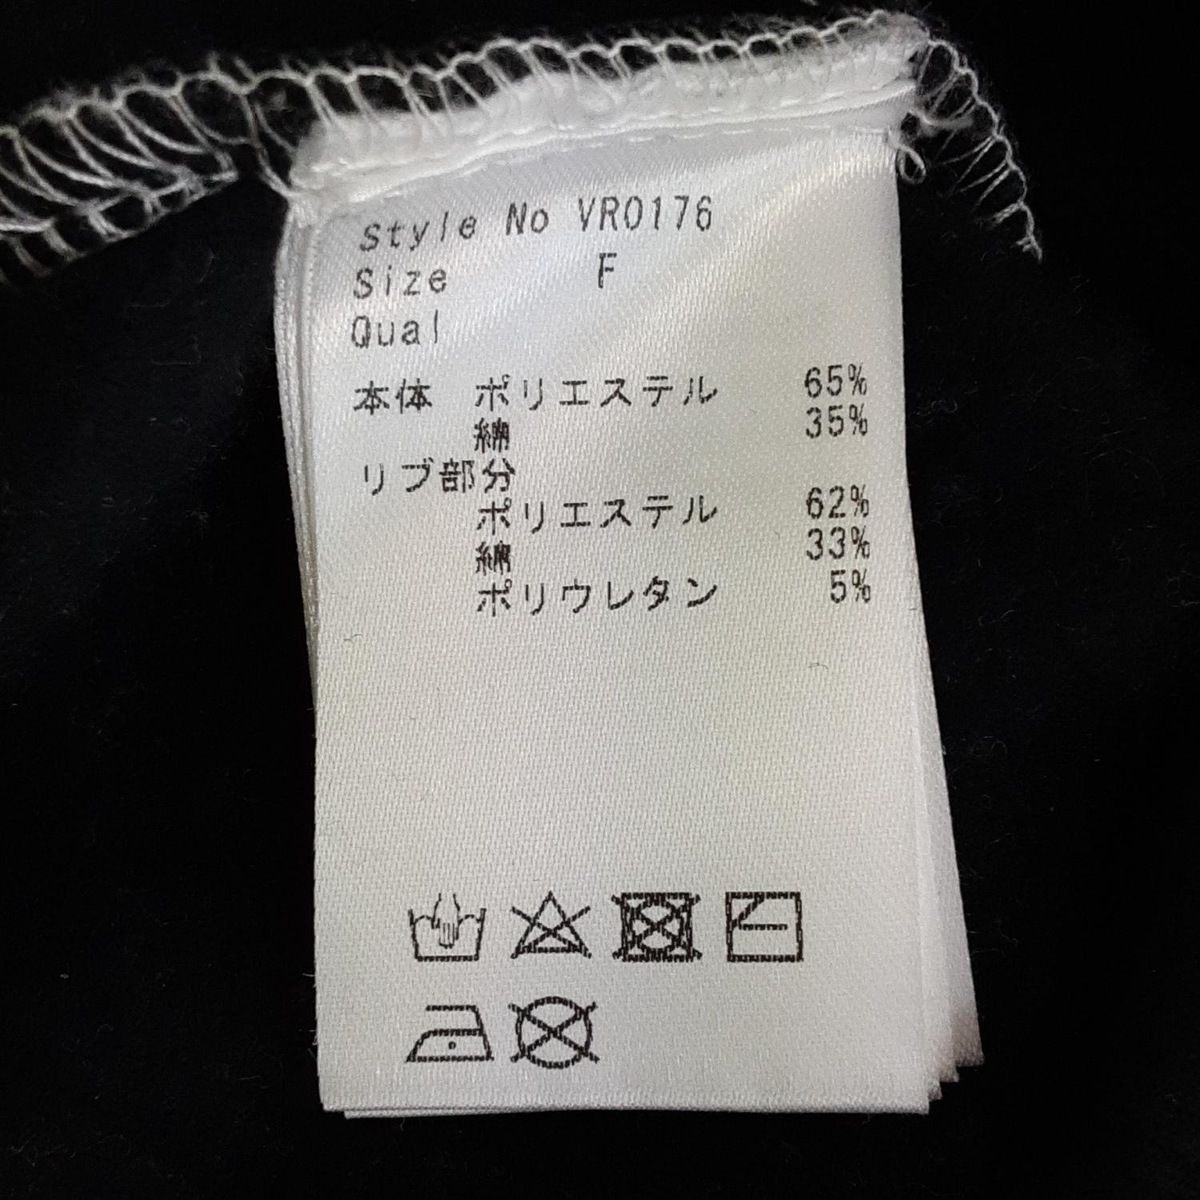 Style No VR0176
Size F
Qual
本体 ポリエステル 65%
綿 35%
リブ部分
ポリエステル 62%
綿 33%
ポリウレタン 5%